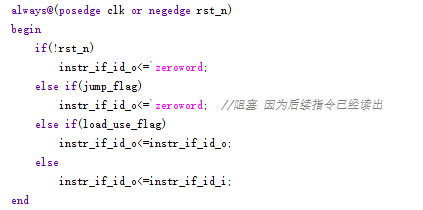 always@(posedge clk or negedge rst_n)
begin
if(!rst_n)
instr_if_id_o<=`zeroword;
else if(jump_flag)
instr_if_id_o<=`zeroword; //阻塞 因为后续指令已经读出
else if(load_use_flag)
instr_if_id_o<=instr_if_id_o;
else
instr_if_id_o<=instr_if_id_i;
end